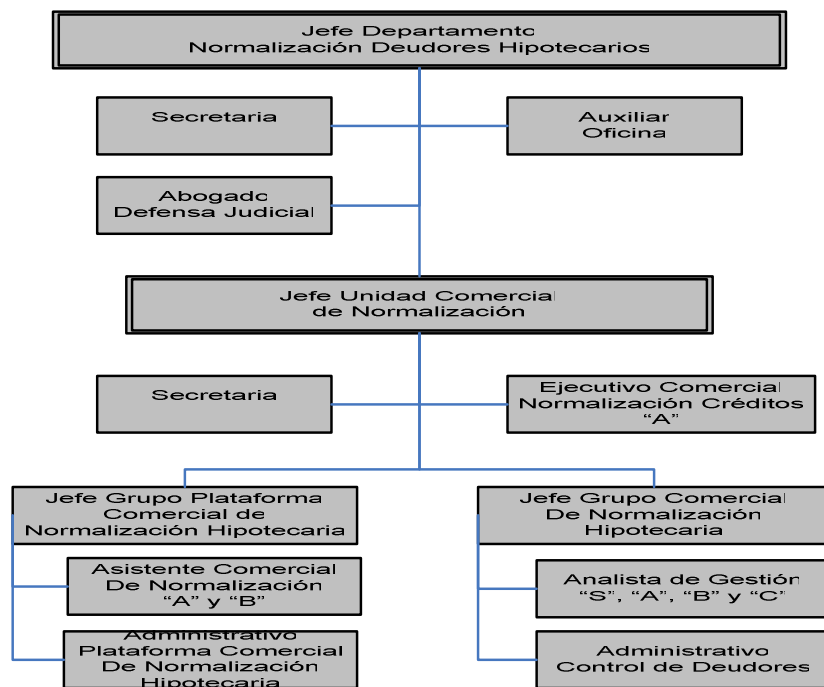 Jefe Departamento
Normalización Deudores Hipotecarios
Secretaria
Auxiliar
Oficina
Abogado
Defensa Judicial
Jefe Unidad Comercial
de Normalización
Secretaria
Ejecutivo Comercial
Normalización Créditos
“A”
Jefe Grupo Plataforma
Comercial de
Normalización Hipotecaria
Jefe Grupo Comercial
De Normalización
Hipotecaria
Asistente Comercial
De Normalización
“A” y “B”
Analista de Gestión
“S”, “A”, “B” y “C”
Administrativo
Plataforma Comercial
De Normalización
Hipotecaria
Administrativo
Control de Deudores